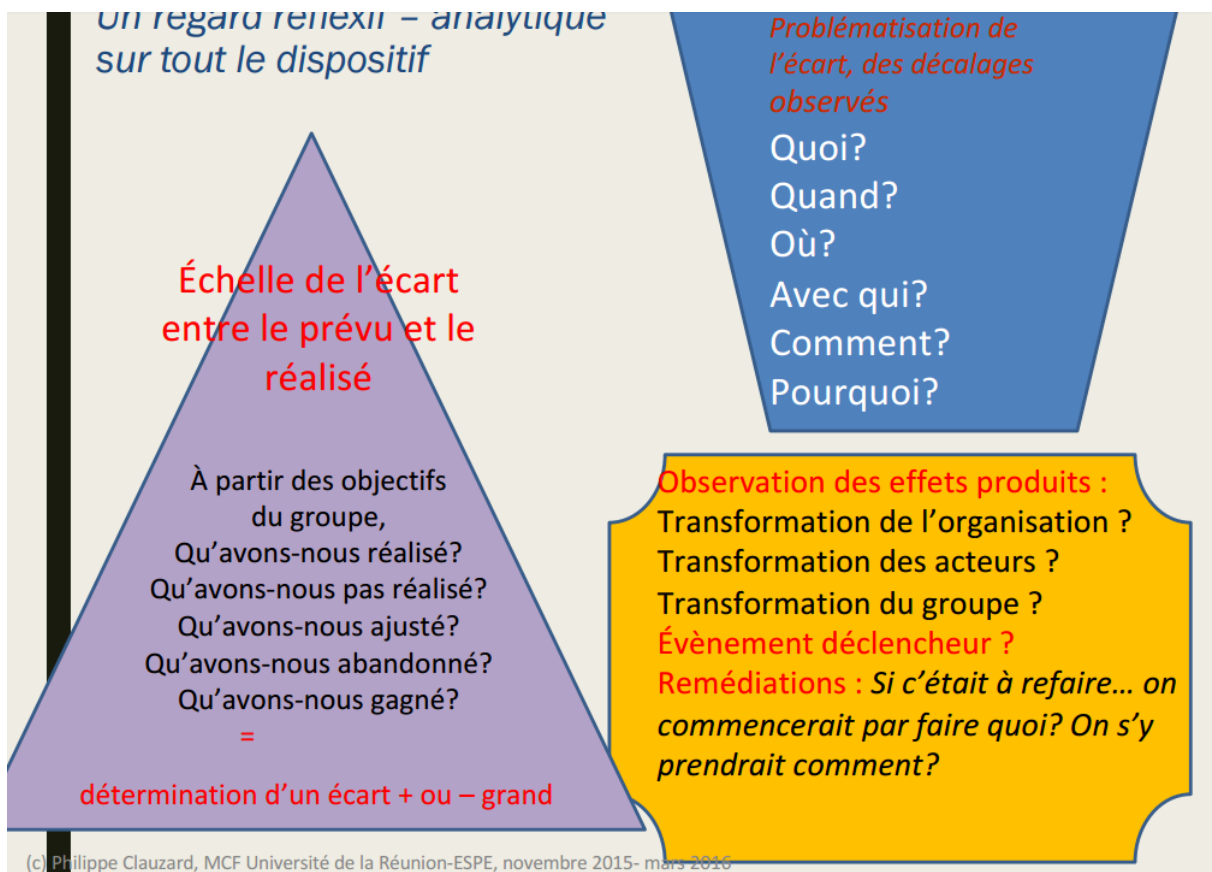 Un regard réflexif – analytique
sur tout le dispositif
Échelle de l'écart
entre le prévu et le
réalisé
À partir des objectifs
du groupe,
Qu'avons-nous réalisé?
Qu'avons-nous pas réalisé?
Qu'avons-nous ajusté?
Qu'avons-nous abandonné?
Qu'avons-nous gagné?
=
détermination d'un écart + ou – grand
Problématisation de
l'écart, des décalages
observés
Quoi?
Quand?
Où?
Avec qui?
Comment?
Pourquoi?
Observation des effets produits :
Transformation de l'organisation ?
Transformation des acteurs ?
Transformation du groupe ?
Évènement déclencheur ?
Remédiations : Si c'était à refaire… on
commencerait par faire quoi? On s'y
prendrait comment?
(c) Philippe Clauzard, MCF Université de la Réunion-ESPE, novembre 2015- mars 2016